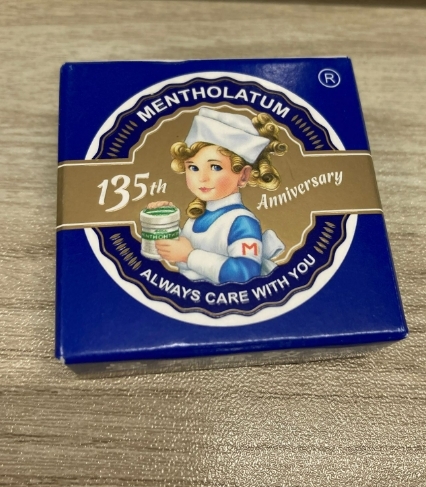 ®
MENTHOLATUM
135th Anniversary
M
ALWAYS CARE WITH YOU